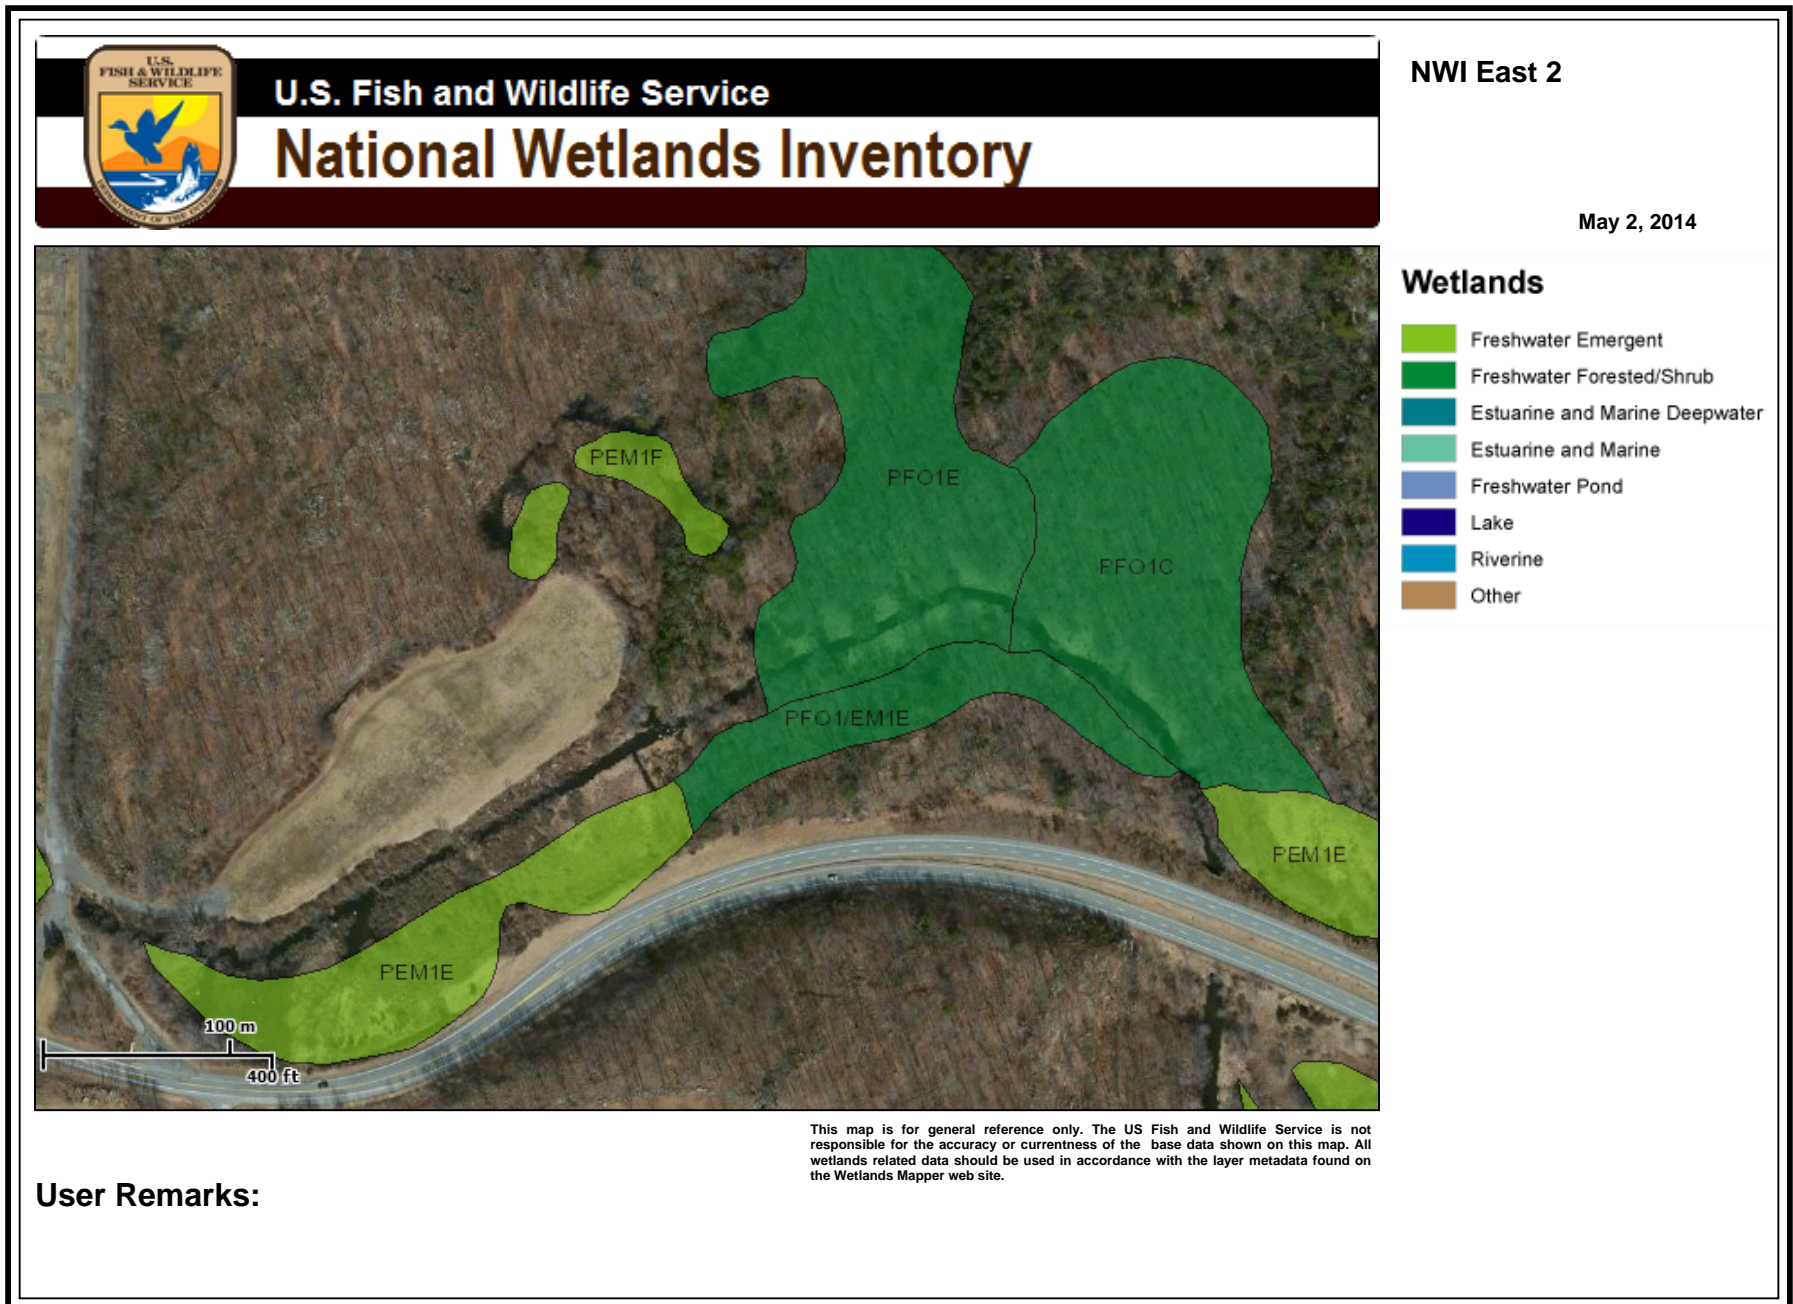 U.S.
FISH & WILDLIFE
SERVICE
DEPARTMENT OF THE INTERIOR
U.S. Fish and Wildlife Service
National Wetlands Inventory
NWI East 2
May 2, 2014
Wetlands
Freshwater Emergent
Freshwater Forested/Shrub
Estuarine and Marine Deepwater
Estuarine and Marine
Freshwater Pond
Lake
Riverine
Other
PEM1F
PFO1E
PFO1C
PFO1/EM1E
PEM1E
PEM1E
100 m
400 ft
This map is for general reference only. The US Fish and Wildlife Service is not
responsible for the accuracy or currentness of the base data shown on this map. All
wetlands related data should be used in accordance with the layer metadata found on
the Wetlands Mapper web site.
User Remarks: